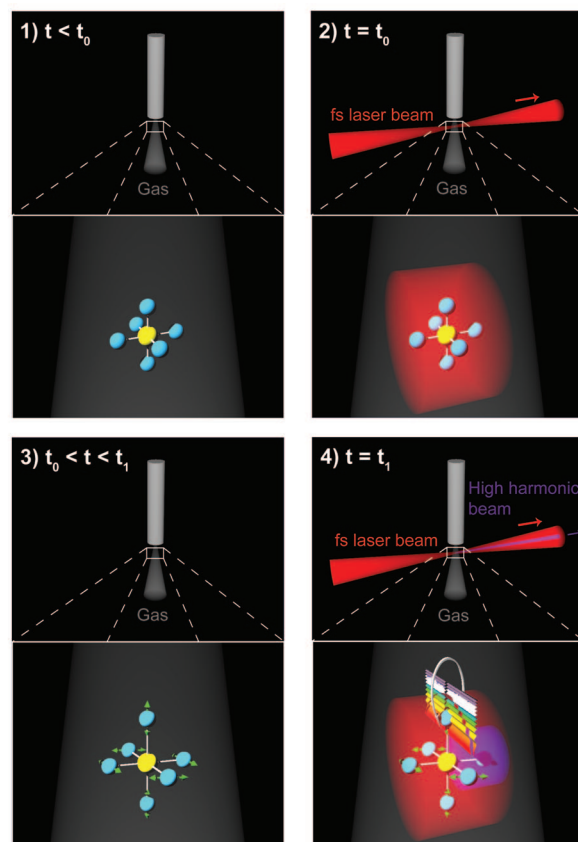 1) t < t0
Gas
2) t = t0
fs laser beam
Gas
3) t0 < t < t1
Gas
4) t = t1
High harmonic
beam
fs laser beam
Gas